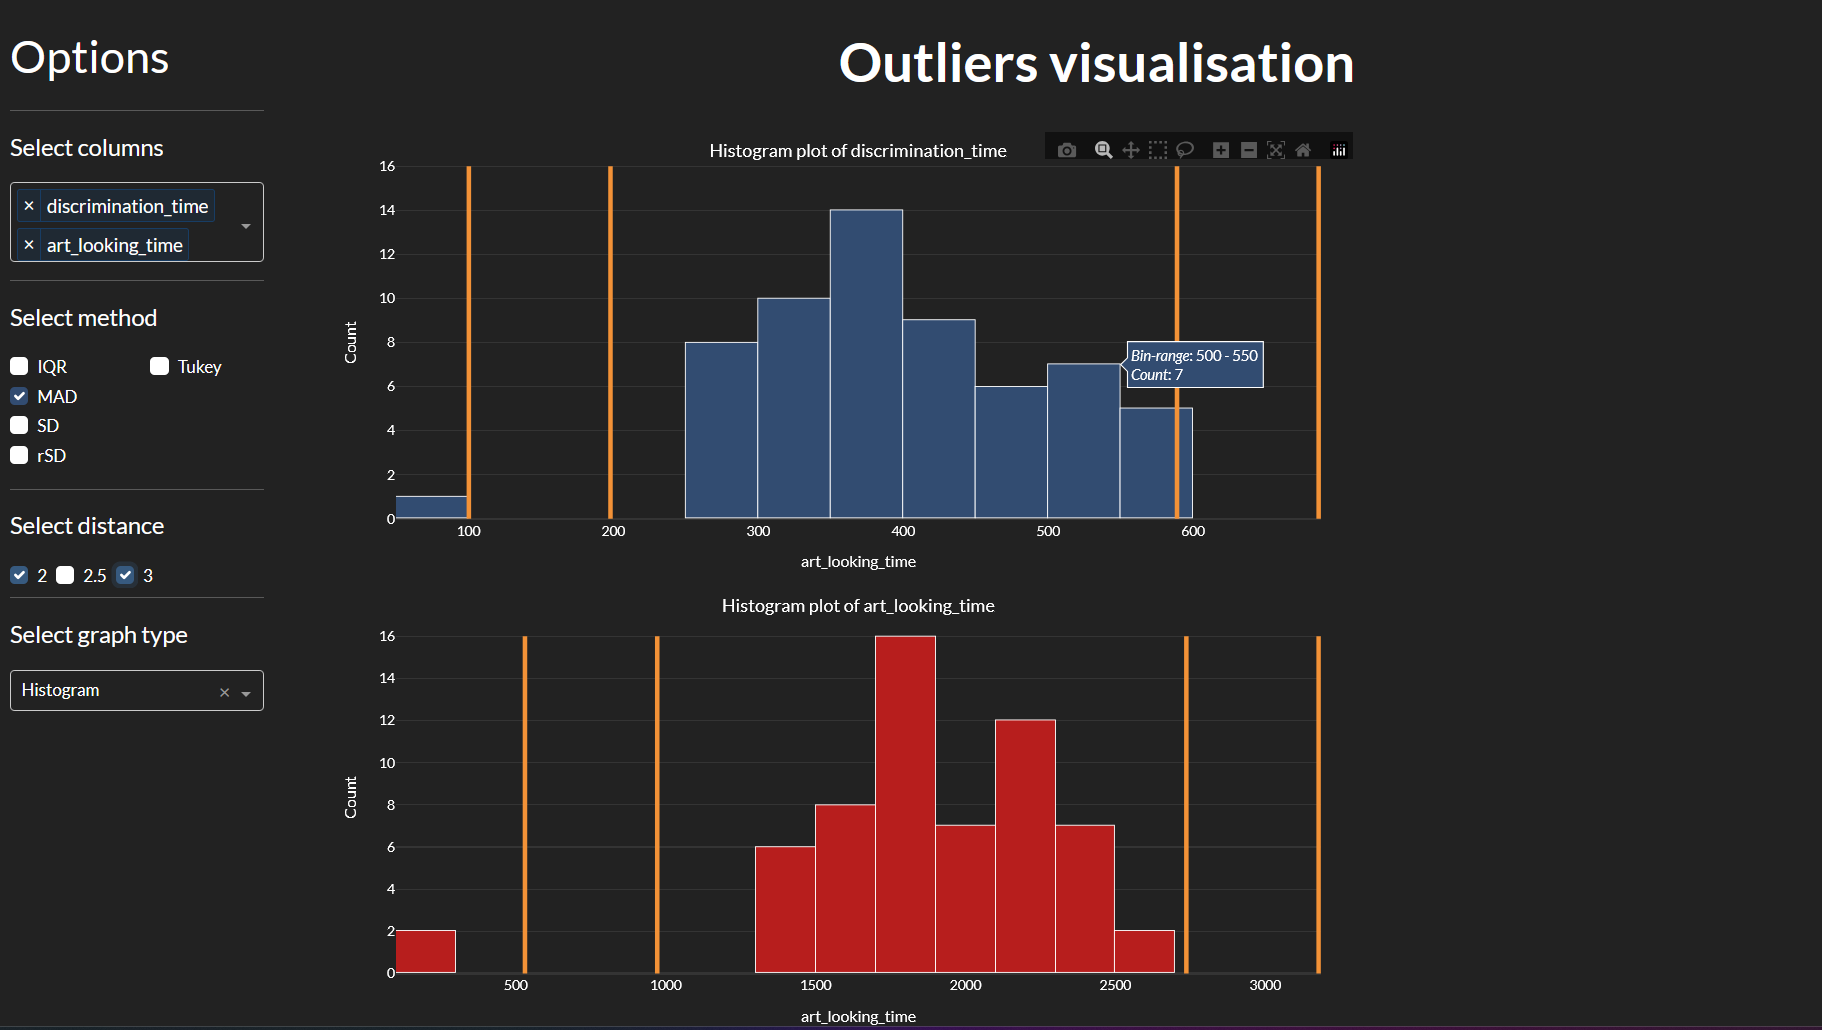 Options
Outliers visualisation
Select columns
× discrimination_time
× art_looking_time
Select method
IQR Tukey
MAD
SD
rSD
Select distance
2 2.5 3
Select graph type
Histogram ×
Histogram plot of discrimination_time
16
14
12
10
8
6
4
2
0
Count
Bin-range: 500 - 550
Count: 7
100 200 300 400 500 600
art_looking_time
Histogram plot of art_looking_time
16
14
12
10
8
6
4
2
0
Count
500 1000 1500 2000 2500 3000
art_looking_time